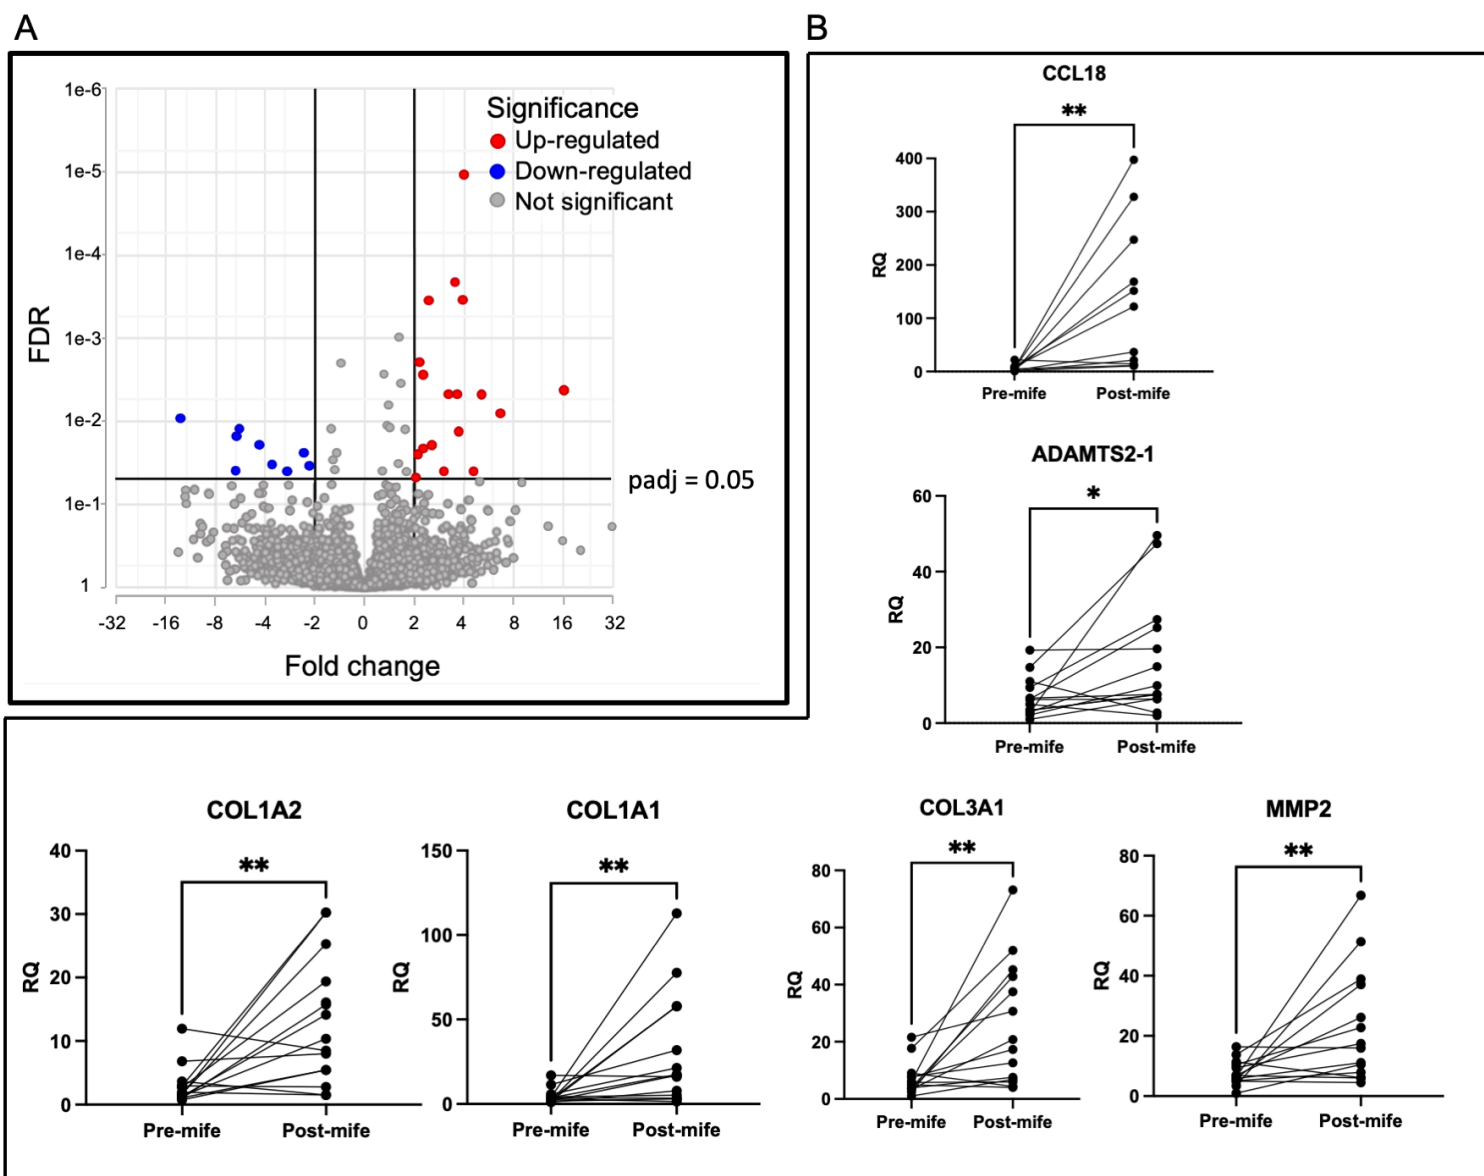 A
B
1e-6
1e-5
1e-4
1e-3
1e-2
1e-1
1
FDR
Significance
Up-regulated
Down-regulated
Not significant
padj = 0.05
-32 -16 -8 -4 -2 0 2 4 8 16 32
Fold change
CCL18
**
400
300
200
100
0
RQ
Pre-mife Post-mife
ADAMTS2-1
*
60
40
20
0
RQ
Pre-mife Post-mife
COL1A2
**
40
30
20
10
0
RQ
Pre-mife Post-mife
COL1A1
**
150
100
50
0
RQ
Pre-mife Post-mife
COL3A1
**
80
60
40
20
0
RQ
Pre-mife Post-mife
MMP2
**
80
60
40
20
0
RQ
Pre-mife Post-mife